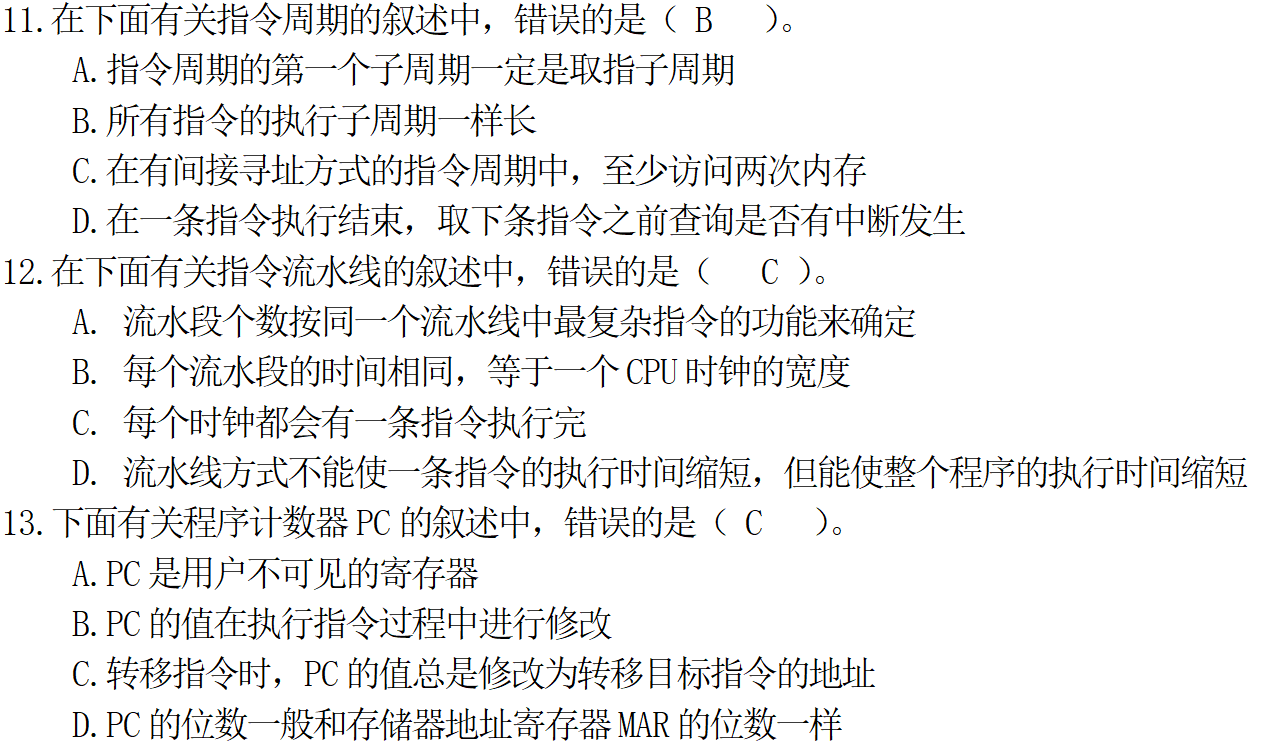 11.在下面有关指令周期的叙述中，错误的是（ B ）。
A.指令周期的第一个子周期一定是取指子周期
B.所有指令的执行子周期一样长
C.在有间接寻址方式的指令周期中，至少访问两次内存
D.在一条指令执行结束，取下条指令之前查询是否有中断发生
12.在下面有关指令流水线的叙述中，错误的是（ C ）。
A. 流水段个数按同一个流水线中最复杂指令的功能来确定
B. 每个流水段的时间相同，等于一个 CPU 时钟的宽度
C. 每个时钟都会有一条指令执行完
D. 流水线方式不能使一条指令的执行时间缩短，但能使整个程序的执行时间缩短
13.下面有关程序计数器 PC 的叙述中，错误的是（ C ）。
A.PC 是用户不可见的寄存器
B.PC 的值在执行指令过程中进行修改
C.转移指令时，PC 的值总是修改为转移目标指令的地址
D.PC 的位数一般和存储器地址寄存器 MAR 的位数一样